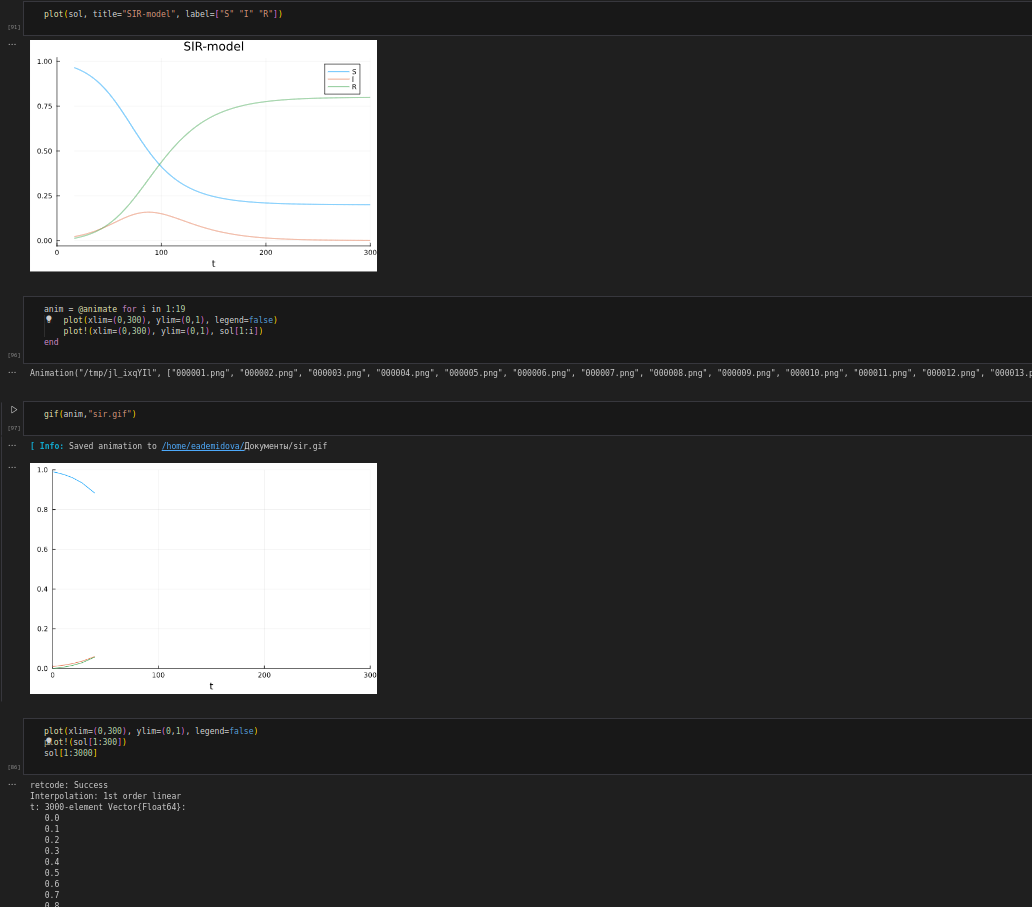 plot(sol, title="SIR-model", label=["S" "I" "R"])
[91]
SIR-model
1.00
0.75
0.50
0.25
0.00
S
I
R
0 100 200 300
t
anim = @animate for i in 1:19
plot(xlim=(0,300), ylim=(0,1), legend=false)
plot!(xlim=(0,300), ylim=(0,1), sol[1:i])
end
[96]
Animation("/tmp/jl_ixqYIl", ["000001.png", "000002.png", "000003.png", "000004.png", "000005.png", "000006.png", "000007.png", "000008.png", "000009.png", "000010.png", "000011.png", "000012.png", "000013.p
gif(anim,"sir.gif")
[97]
[ Info: Saved animation to /home/eademidova/Документы/sir.gif
1.0
0.8
0.6
0.4
0.2
0.0
0 100 200 300
t
plot(xlim=(0,300), ylim=(0,1), legend=false)
plot!(sol[1:300])
sol[1:3000]
[86]
retcode: Success
Interpolation: 1st order linear
t: 3000-element Vector{Float64}:
0.0
0.1
0.2
0.3
0.4
0.5
0.6
0.7
0.8